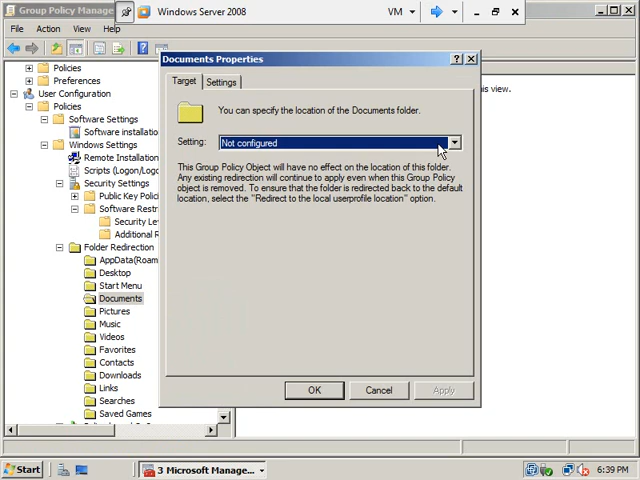 Group Policy Manage
Windows Server 2008
VM
File
Action
View
Help
Policies
Preferences
User Configuration
Policies
Software Settings
Software installatio
Windows Settings
Remote Installation
Scripts (Logon/Log
Security Settings
Public Key Polic
Software Restri
Security Le
Additional R
Folder Redirection
AppData(Roam
Desktop
Start Menu
Documents
Pictures
Music
Videos
Favorites
Contacts
Downloads
Links
Searches
Saved Games
s view.
Documents Properties
Target
Settings
You can specify the location of the Documents folder.
Setting:
Not configured
This Group Policy Object will have no effect on the location of this folder.
Any existing redirection will continue to apply even when this Group Policy
object is removed. To ensure that the folder is redirected back to the default
location, select the "Redirect to the local userprofile location" option.
OK
Cancel
Apply
Start
3 Microsoft Manage...
6:39 PM